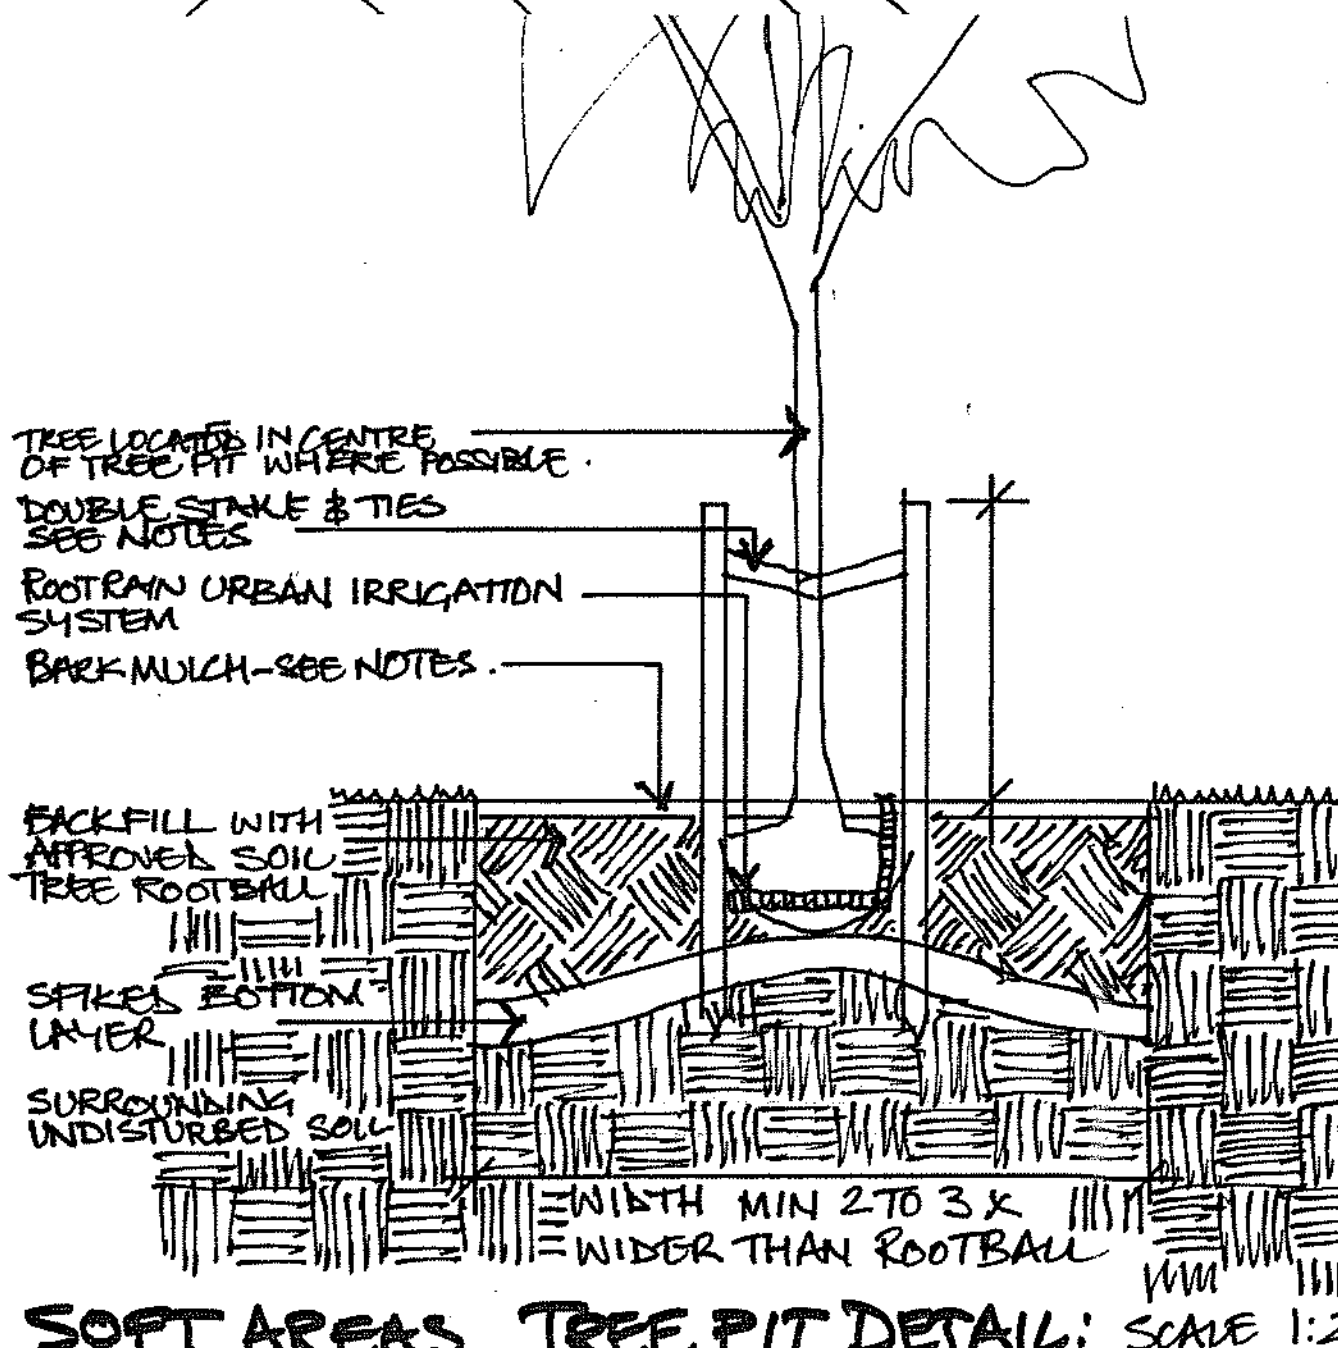 TREE LOCATED IN CENTRE
OF TREE PIT WHERE POSSIBLE.
DOUBLE STAKE & TIES
SEE NOTES
ROOTRAIN URBAN IRRIGATION
SYSTEM
BARK MULCH-SEE NOTES.
BACKFILL WITH
APPROVED SOIL
TREE ROOTBALL
SPIKED BOTTOM
LAYER
SURROUNDING
UNDISTURBED SOIL
WIDTH MIN 2 TO 3 X
WIDER THAN ROOTBALL
SOFT AREAS TREE PIT DETAIL: SCALE 1:2